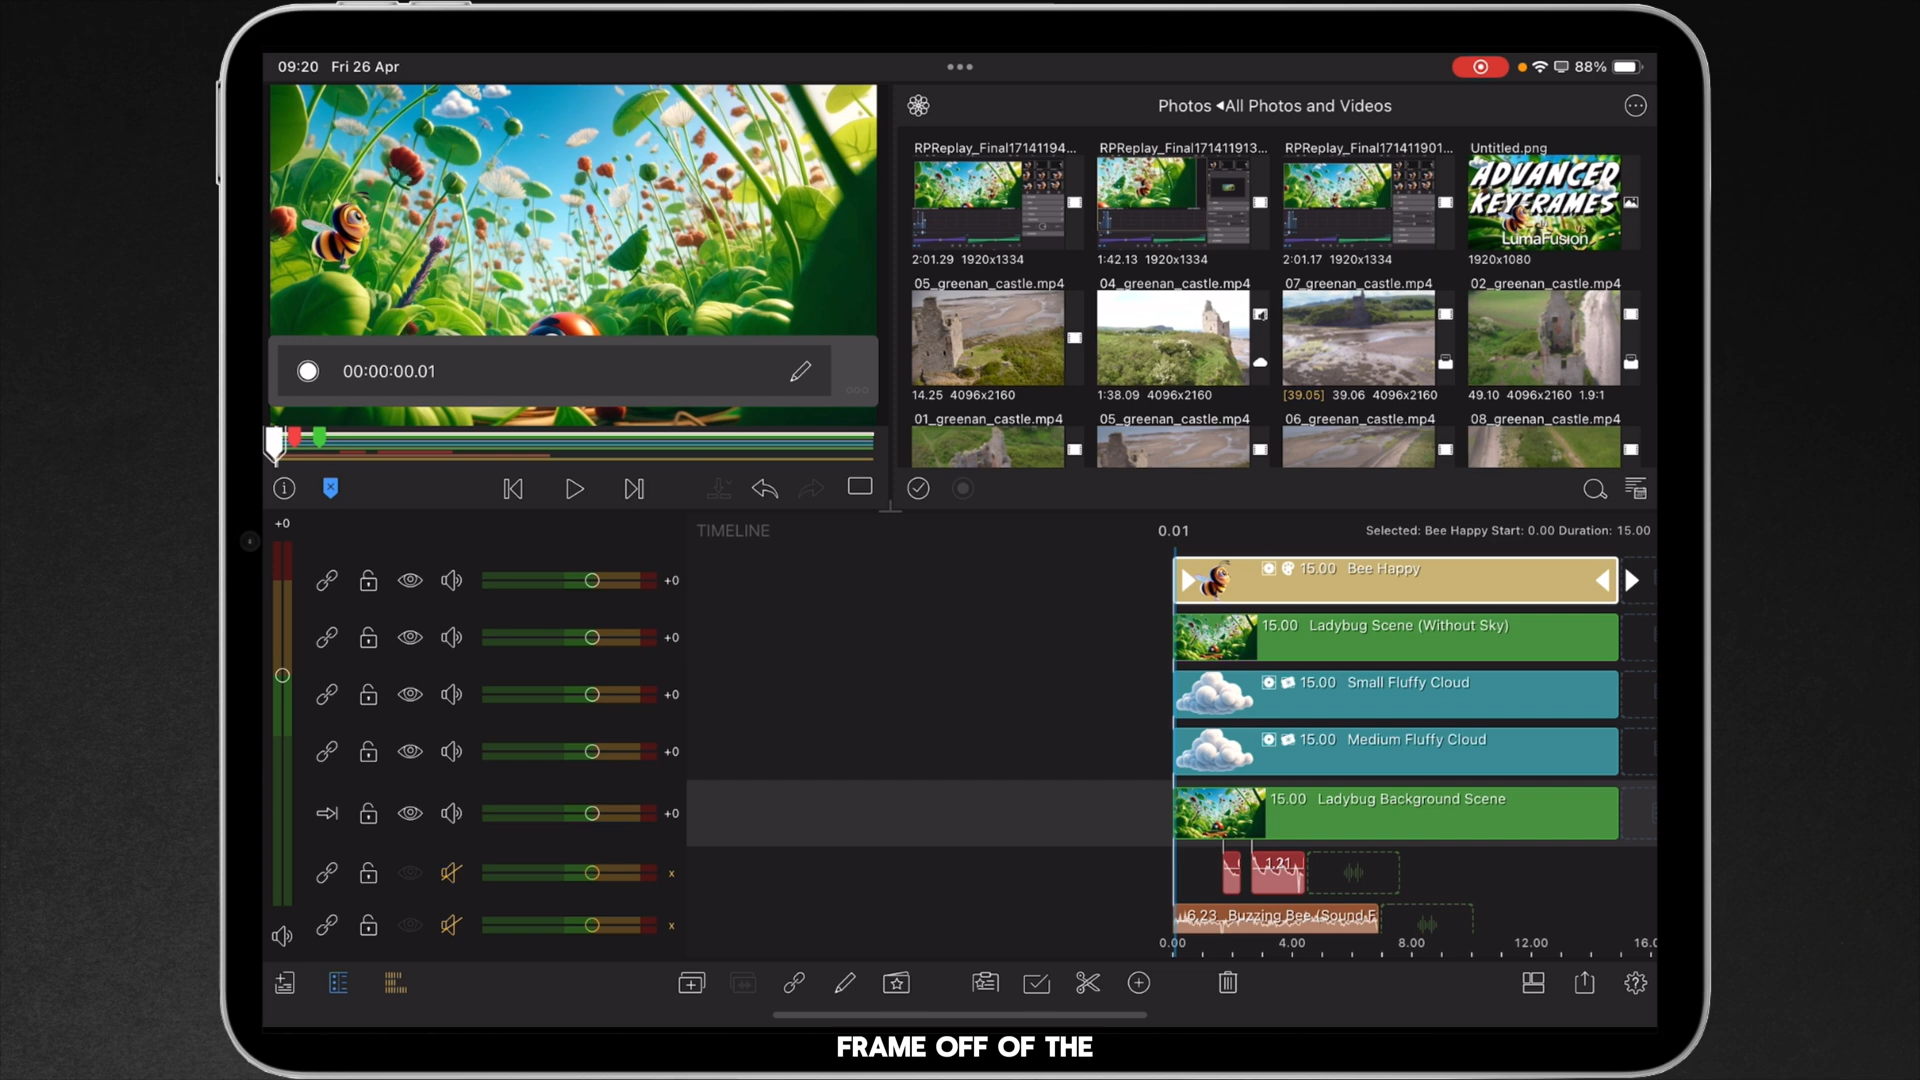 09:20 Fri 26 Apr
88%
Photos ◀All Photos and Videos
RPReplay_Final17141194...
RPReplay_Final171411913...
RPReplay_Final171411901...
Untitled.png
ADVANCED
KEYFRAMES
LumaFusion
2:01.29 1920x1334
1:42.13 1920x1334
2:01.17 1920x1334
1920x1080
05_greenan_castle.mp4
04_greenan_castle.mp4
07_greenan_castle.mp4
02_greenan_castle.mp4
00:00:00.01
14.25 4096x2160
1:38.09 4096x2160
[39.05] 39.06 4096x2160
49.10 4096x2160 1.9:1
01_greenan_castle.mp4
05_greenan_castle.mp4
06_greenan_castle.mp4
08_greenan_castle.mp4
+0
TIMELINE
0.01
Selected: Bee Happy Start: 0.00 Duration: 15.00
+0
15.00 Bee Happy
+0
15.00 Ladybug Scene (Without Sky)
+0
15.00 Small Fluffy Cloud
+0
15.00 Medium Fluffy Cloud
+0
15.00 Ladybug Background Scene
x
1.21
x
6.23 Buzzing Bee (Sound F
0.00 4.00 8.00 12.00 16.0
FRAME OFF OF THE